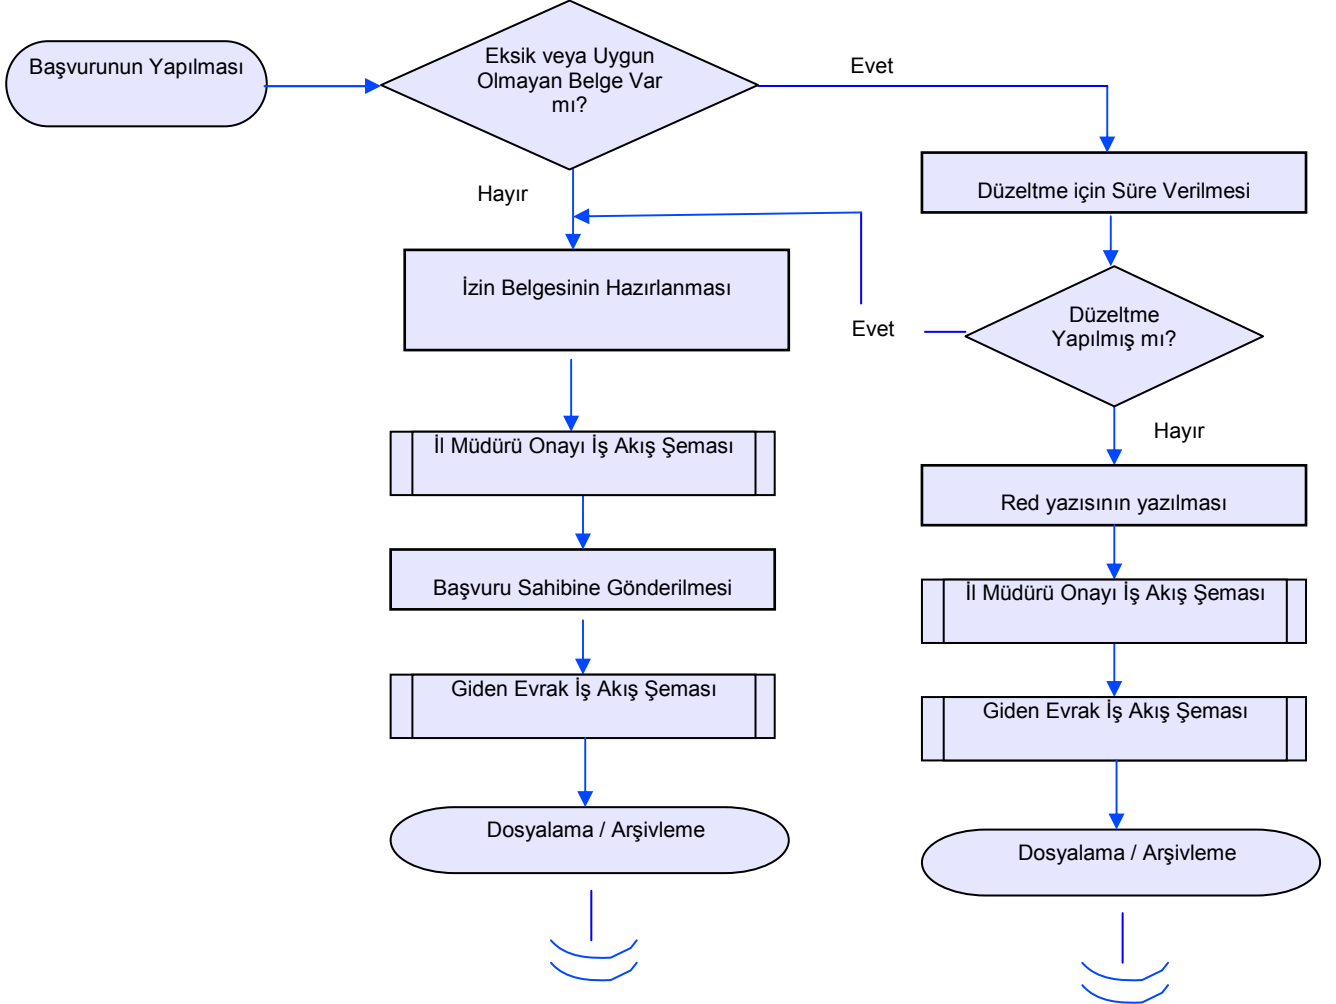 Başvurunun Yapılması
Eksik veya Uygun
Olmayan Belge Var
mı?
Evet
Hayır
Düzeltme için Süre Verilmesi
İzin Belgesinin Hazırlanması
Düzeltme
Yapılmış mı?
Evet
Hayır
İl Müdürü Onayı İş Akış Şeması
Red yazısının yazılması
Başvuru Sahibine Gönderilmesi
İl Müdürü Onayı İş Akış Şeması
Giden Evrak İş Akış Şeması
Giden Evrak İş Akış Şeması
Dosyalama / Arşivleme
Dosyalama / Arşivleme